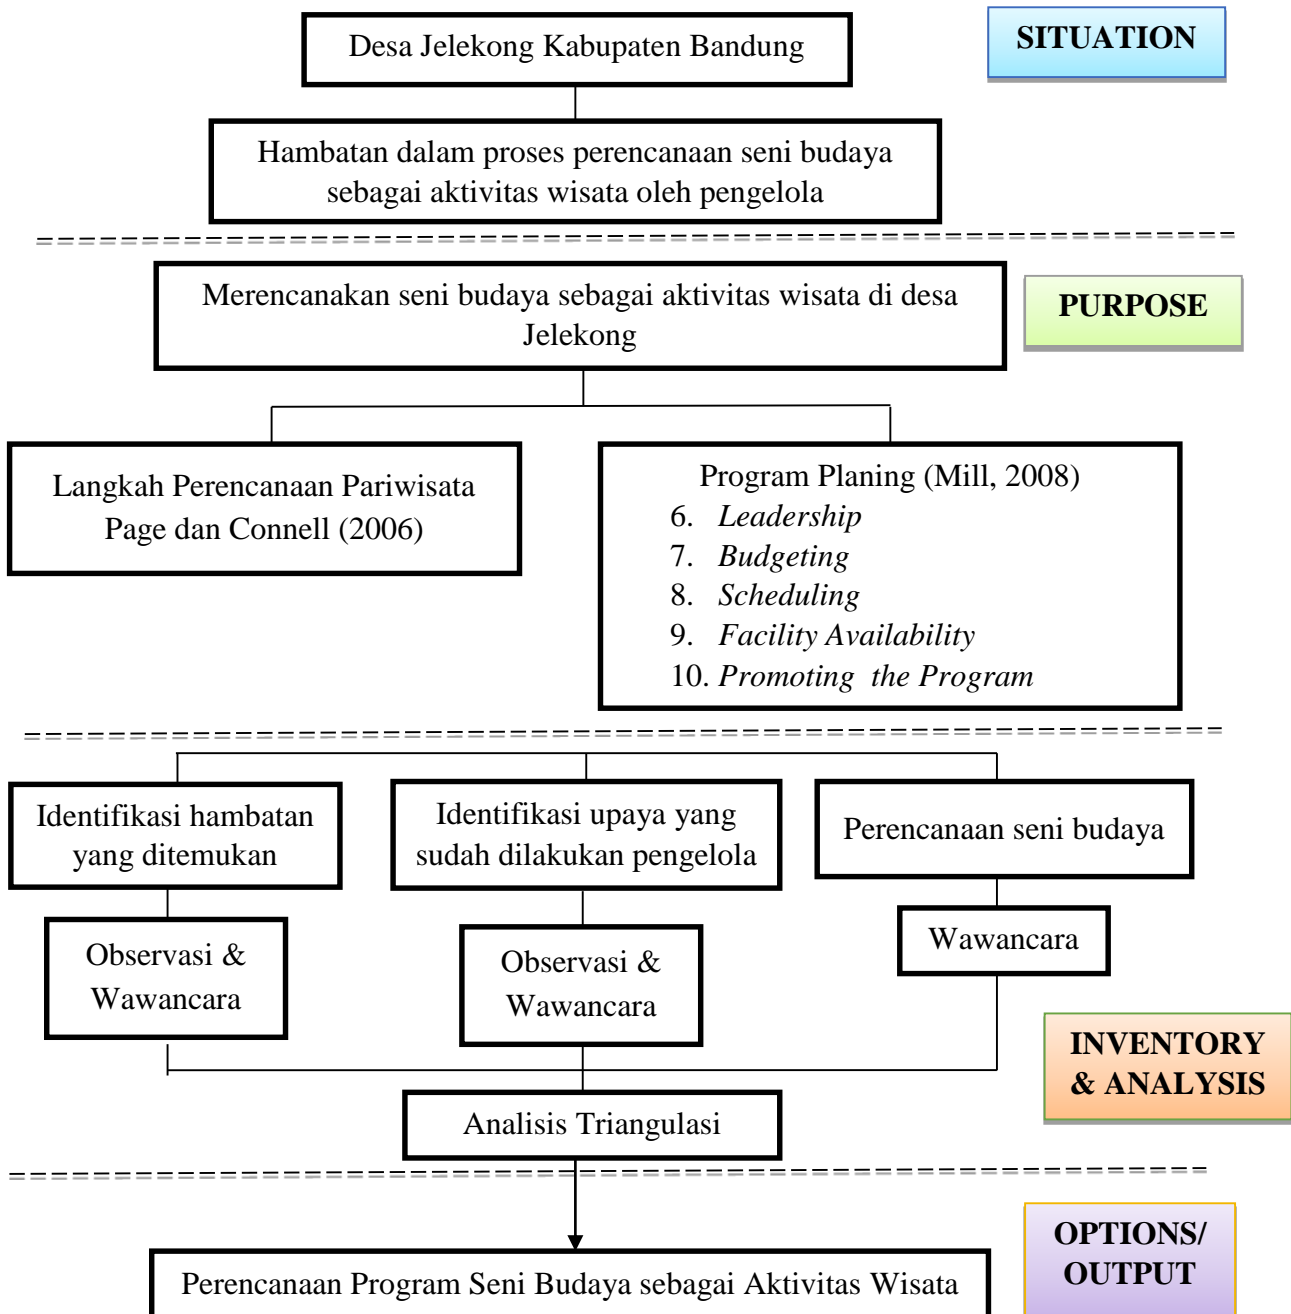 Desa Jelekong Kabupaten Bandung
SITUATION
Hambatan dalam proses perencanaan seni budaya
sebagai aktivitas wisata oleh pengelola
Merencanakan seni budaya sebagai aktivitas wisata di desa
Jelekong
PURPOSE
Langkah Perencanaan Pariwisata
Page dan Connell (2006)
Program Planing (Mill, 2008)
6. Leadership
7. Budgeting
8. Scheduling
9. Facility Availability
10. Promoting the Program
Identifikasi hambatan
yang ditemukan
Identifikasi upaya yang
sudah dilakukan pengelola
Perencanaan seni budaya
Observasi &
Wawancara
Observasi &
Wawancara
Wawancara
INVENTORY
& ANALYSIS
Analisis Triangulasi
OPTIONS/
OUTPUT
Perencanaan Program Seni Budaya sebagai Aktivitas Wisata